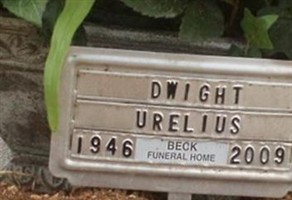 DWIGHT
URELIUS
1946 BECK 2009
FUNERAL HOME